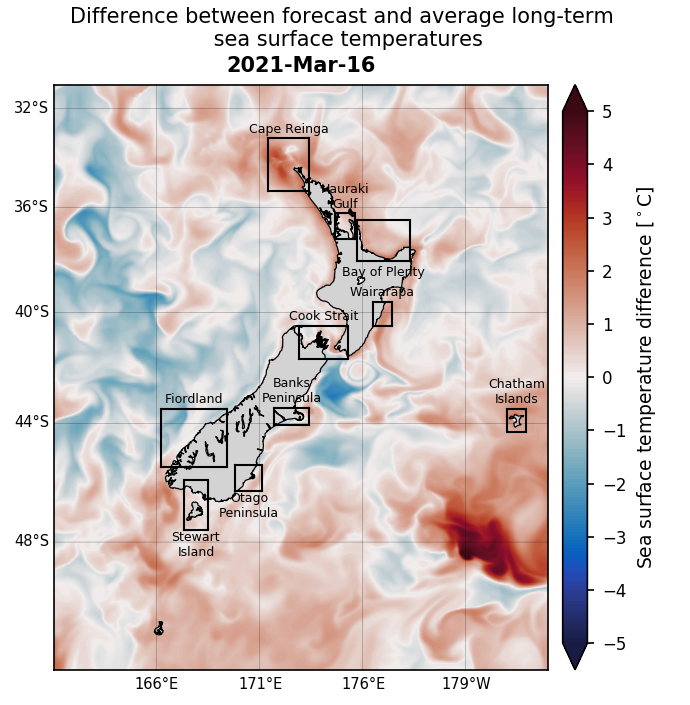 Difference between forecast and average long-term
sea surface temperatures
2021-Mar-16
32°S
36°S
40°S
44°S
48°S
Cape Reinga
Hauraki
Gulf
Bay of Plenty
Wairarapa
Cook Strait
Banks
Peninsula
Fiordland
Chatham
Islands
Otago
Peninsula
Stewart
Island
166°E
171°E
176°E
179°W
5
4
3
2
1
0
−1
−2
−3
−4
−5
Sea surface temperature difference [°C]